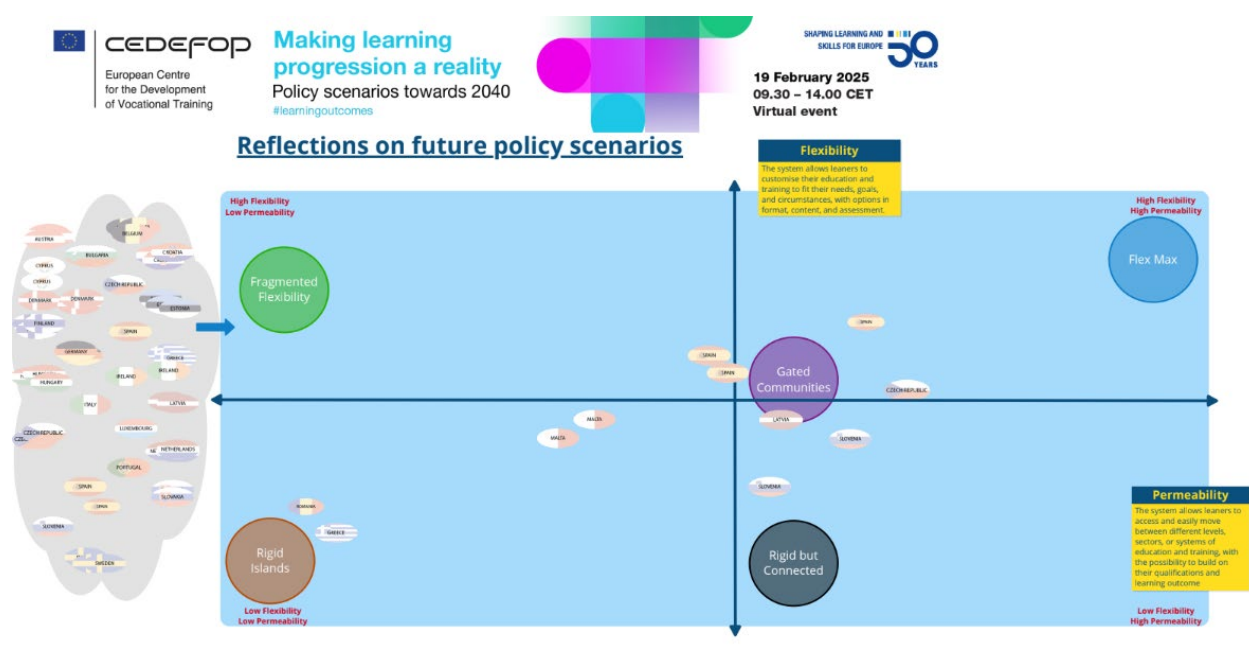 CEDEFOP
European Centre
for the Development
of Vocational Training
Making learning
progression a reality
Policy scenarios towards 2040
#learningoutcomes
SHAPING LEARNING AND
SKILLS FOR EUROPE
50
YEARS
19 February 2025
09.30 – 14.00 CET
Virtual event
Reflections on future policy scenarios
Flexibility
The system allows leaners to
customise their education and
training to fit their needs, goals,
and circumstances, with options in
format, content, and assessment.
High Flexibility
Low Permeability
High Flexibility
High Permeability
Fragmented
Flexibility
Flex Max
Gated
Communities
Rigid
Islands
Rigid but
Connected
SPAIN
SPAIN
SPAIN
CZECH REPUBLIC
MALTA
MALTA
LATVIA
SLOVENIA
SLOVENIA
ROMANIA
GREECE
Permeability
The system allows leaners to
access and easily move
between different levels,
sectors, or systems of
education and training, with
the possibility to build on
their qualifications and
learning outcome
Low Flexibility
Low Permeability
Low Flexibility
High Permeability
BELGIUM
AUSTRIA
BULGARIA
CROATIA
CYPRUS
CYPRUS
CZECH REPUBLIC
DENMARK
DENMARK
ESTONIA
FINLAND
SPAIN
GERMANY
GREECE
IRELAND
IRELAND
HUNGARY
ITALY
LATVIA
LUXEMBOURG
CZECH REPUBLIC
NETHERLANDS
PORTUGAL
SPAIN
SLOVAKIA
SPAIN
SLOVENIA
SWEDEN